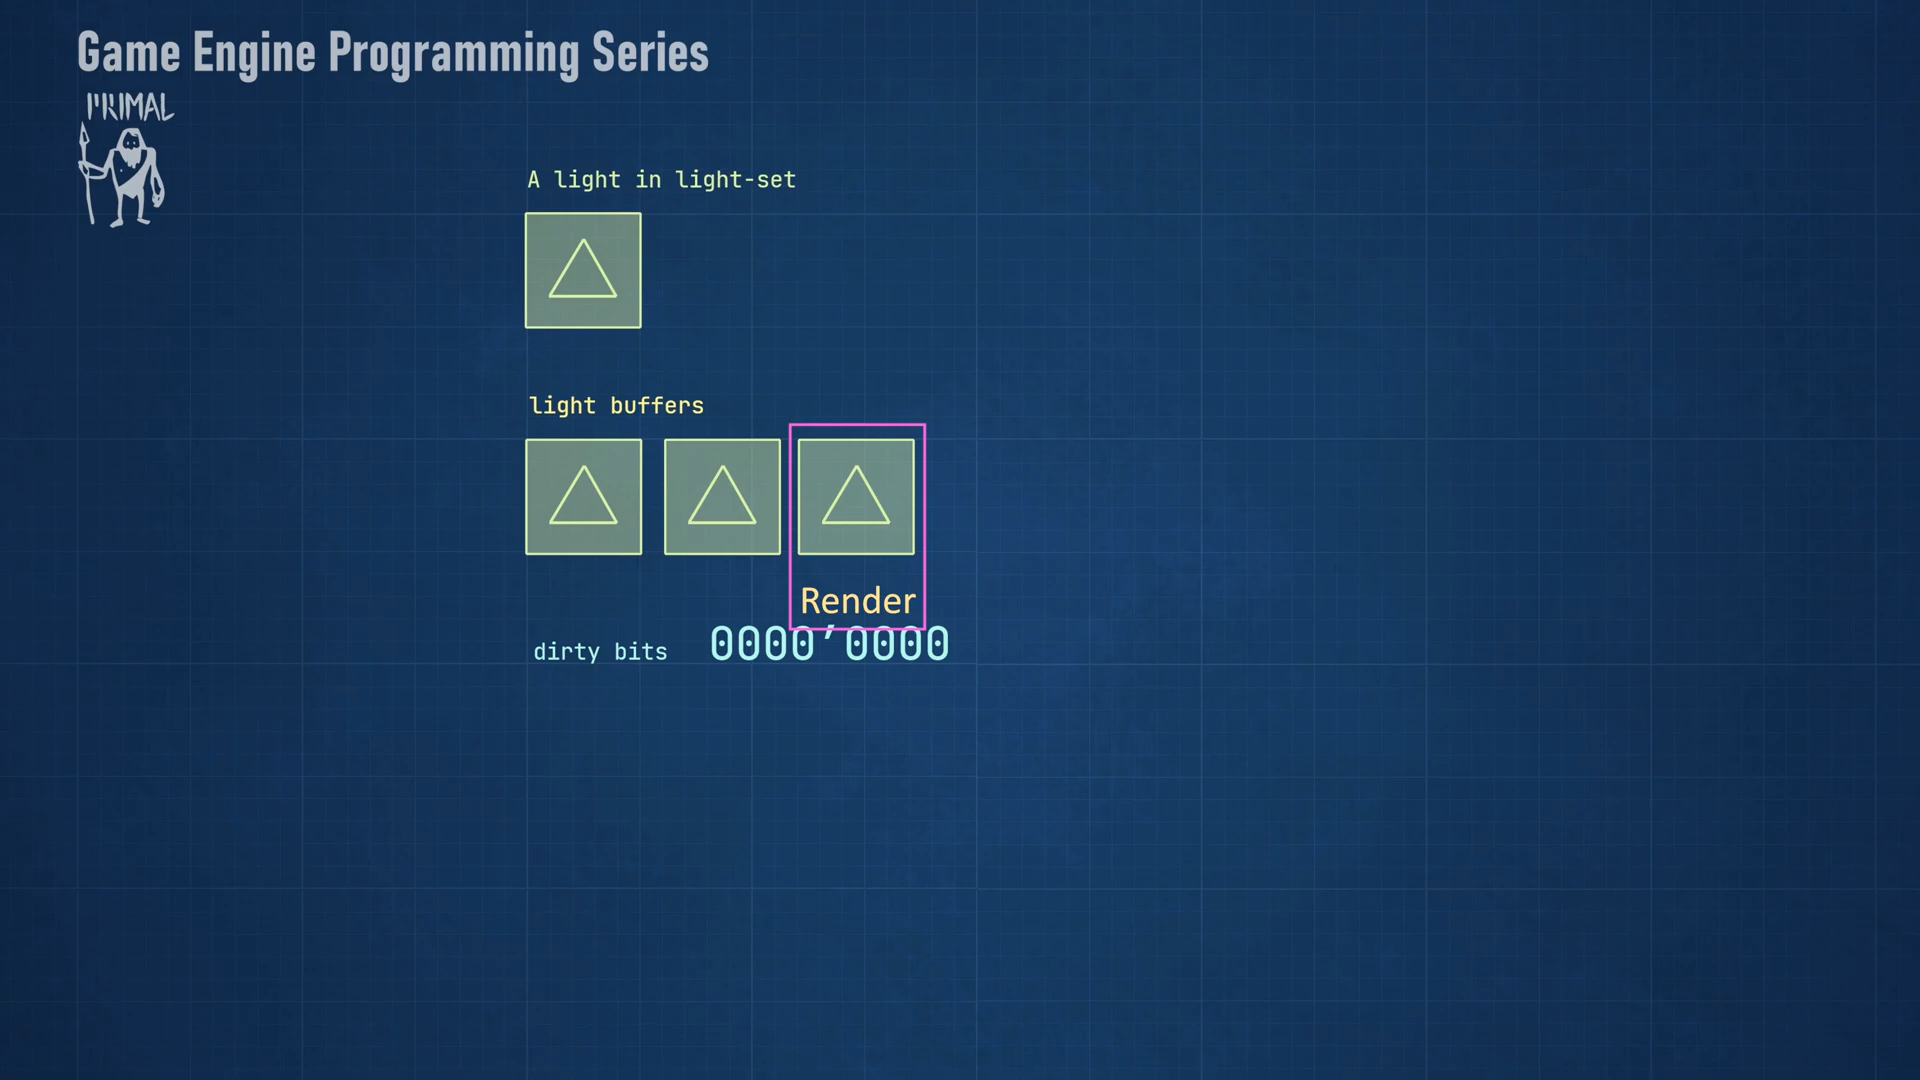 Game Engine Programming Series
PRIMAL
A light in light-set
light buffers
Render
dirty bits 0000'0000